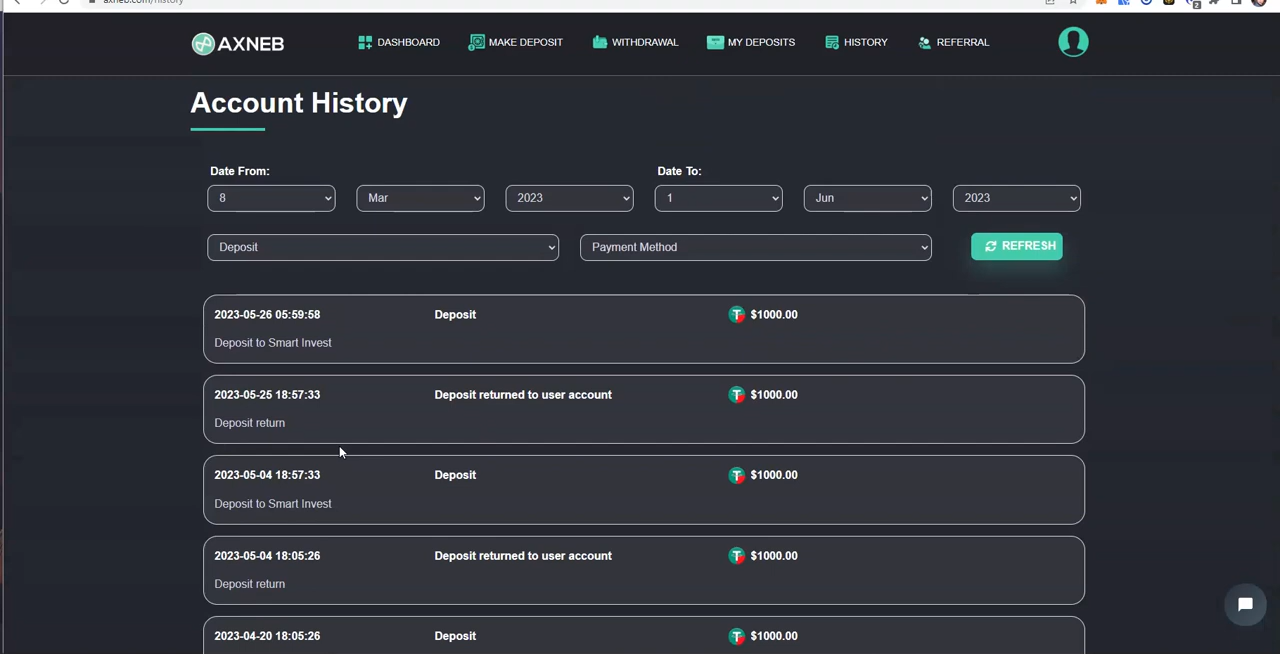 axneb.com/history
2
AXNEB
DASHBOARD
MAKE DEPOSIT
WITHDRAWAL
MY DEPOSITS
HISTORY
REFERRAL
Account History
Date From:
Date To:
8
Mar
2023
1
Jun
2023
Deposit
Payment Method
REFRESH
2023-05-26 05:59:58 Deposit $1000.00
Deposit to Smart Invest
2023-05-25 18:57:33 Deposit returned to user account $1000.00
Deposit return
2023-05-04 18:57:33 Deposit $1000.00
Deposit to Smart Invest
2023-05-04 18:05:26 Deposit returned to user account $1000.00
Deposit return
2023-04-20 18:05:26 Deposit $1000.00